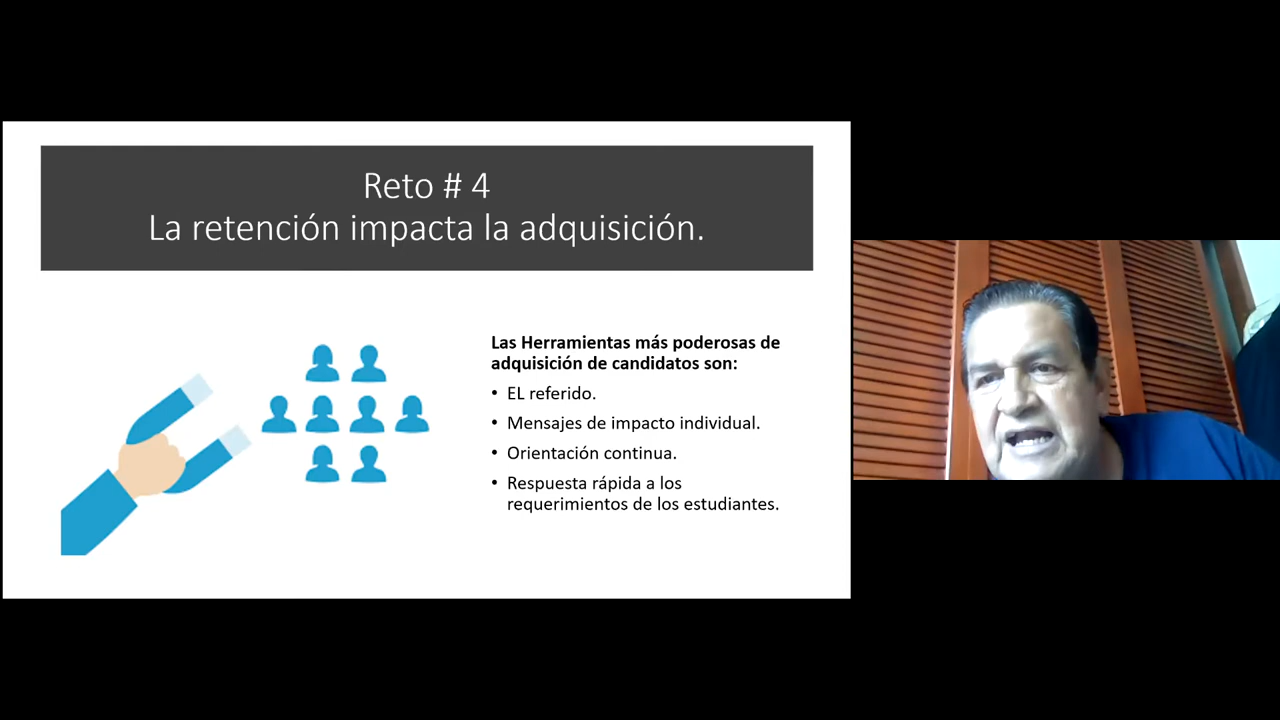 Reto # 4
La retención impacta la adquisición.
Las Herramientas más poderosas de
adquisición de candidatos son:
• EL referido.
• Mensajes de impacto individual.
• Orientación continua.
• Respuesta rápida a los
requerimientos de los estudiantes.